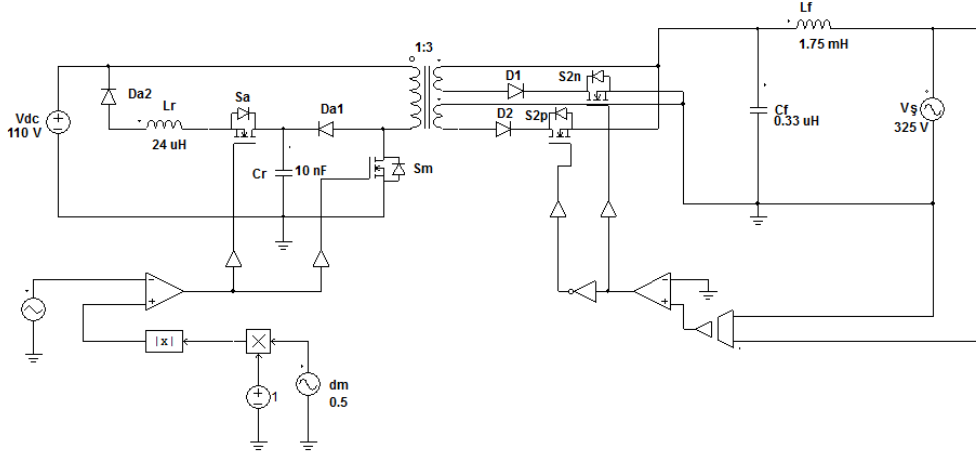 Lf
1:3
1.75 mH
D1
S2n
Da2
Lr
Sa
Da1
D2
S2p
Vdc
110 V
Cf
0.33 uH
Vş
325 V
24 uH
Cr
10 nF
Sm
-
+
-
+
|x|
1
dm
0.5